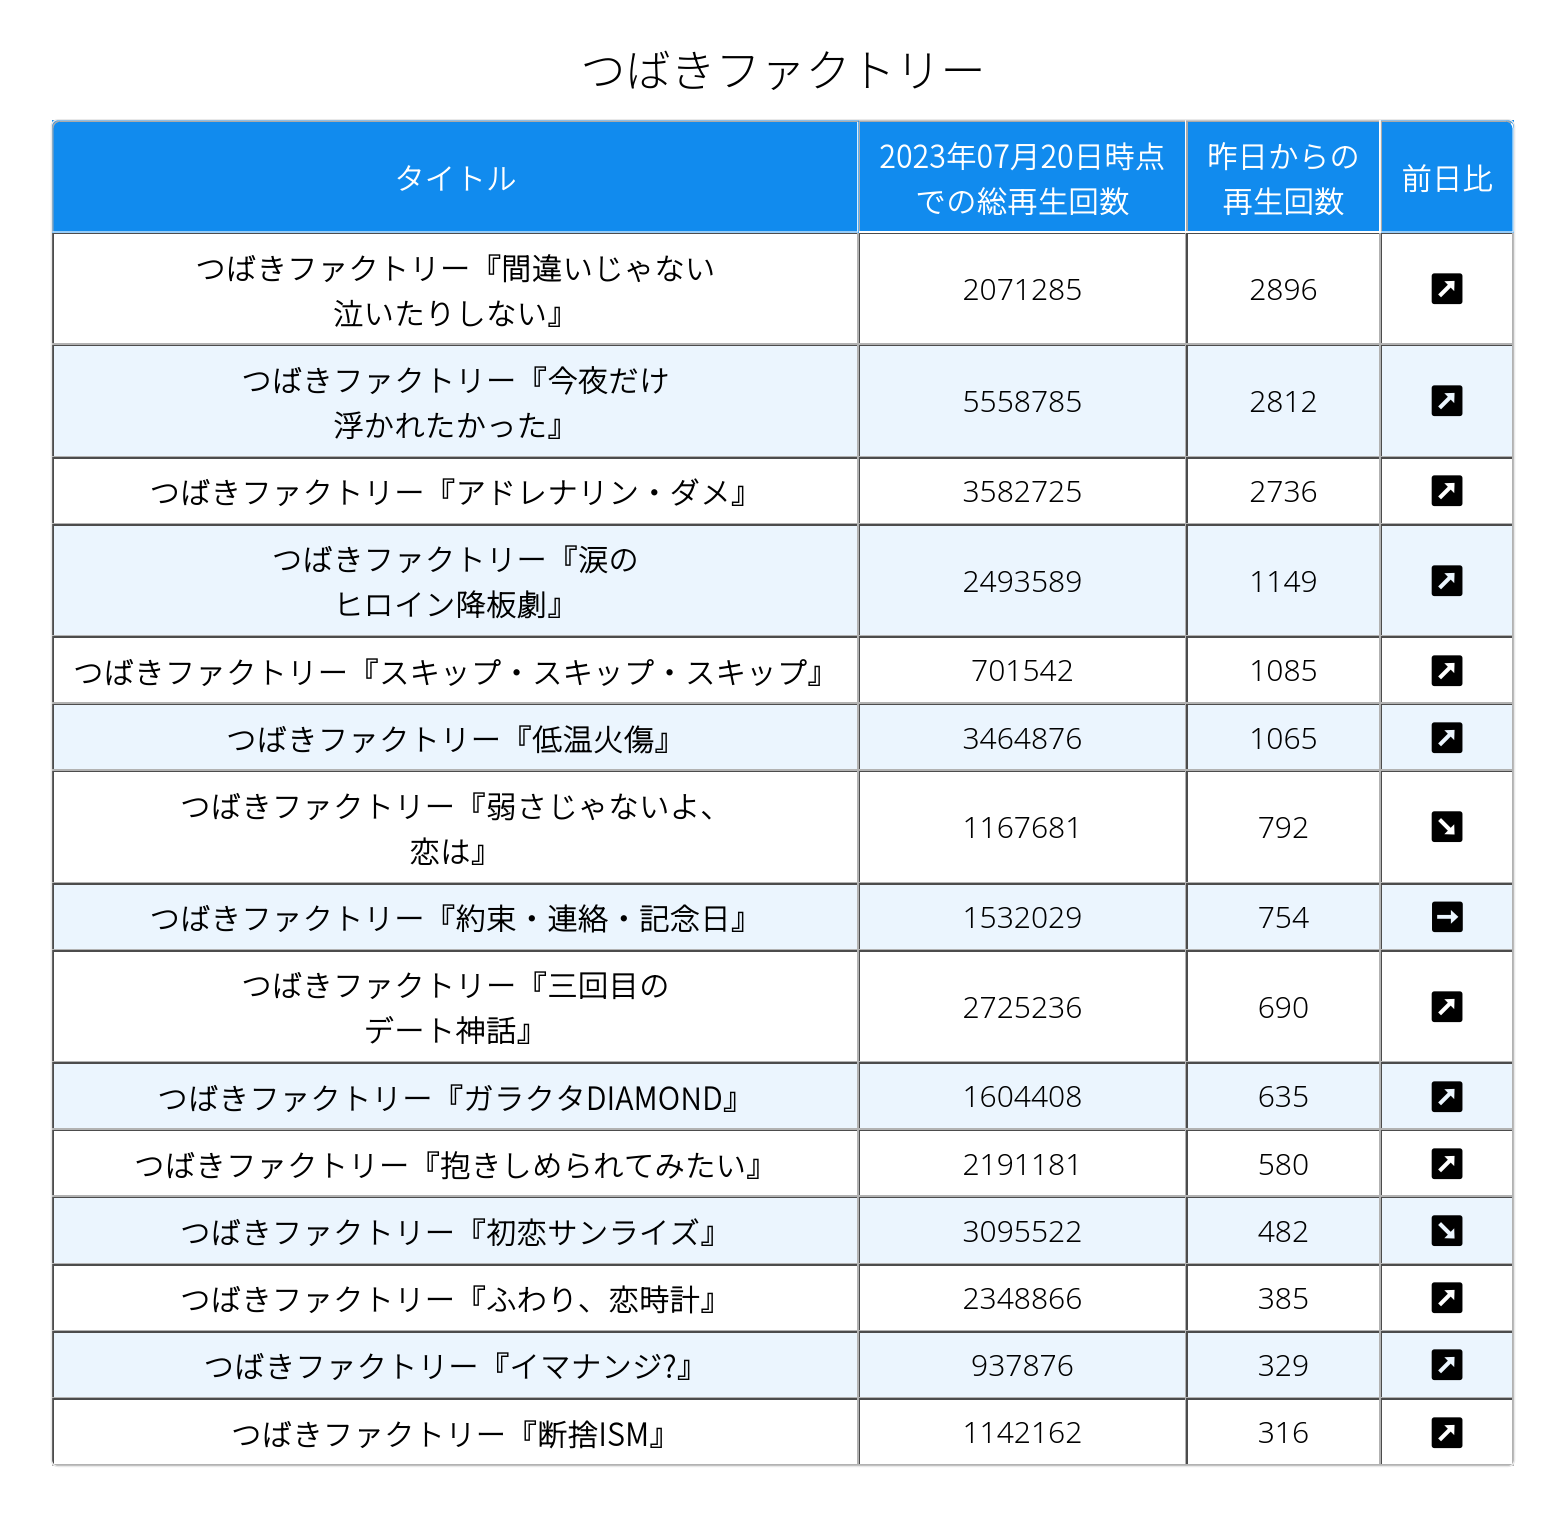 つばきファクトリー
タイトル
2023年07月20日時点
での総再生回数
昨日からの
再生回数
前日比
つばきファクトリー『間違いじゃない
泣いたりしない』
2071285
2896
つばきファクトリー『今夜だけ
浮かれたかった』
5558785
2812
つばきファクトリー『アドレナリン・ダメ』
3582725
2736
つばきファクトリー『涙の
ヒロイン降板劇』
2493589
1149
つばきファクトリー『スキップ・スキップ・スキップ』
701542
1085
つばきファクトリー『低温火傷』
3464876
1065
つばきファクトリー『弱さじゃないよ、
恋は』
1167681
792
つばきファクトリー『約束・連絡・記念日』
1532029
754
つばきファクトリー『三回目の
デート神話』
2725236
690
つばきファクトリー『ガラクタDIAMOND』
1604408
635
つばきファクトリー『抱きしめられてみたい』
2191181
580
つばきファクトリー『初恋サンライズ』
3095522
482
つばきファクトリー『ふわり、恋時計』
2348866
385
つばきファクトリー『イマナンジ?』
937876
329
つばきファクトリー『断捨ISM』
1142162
316